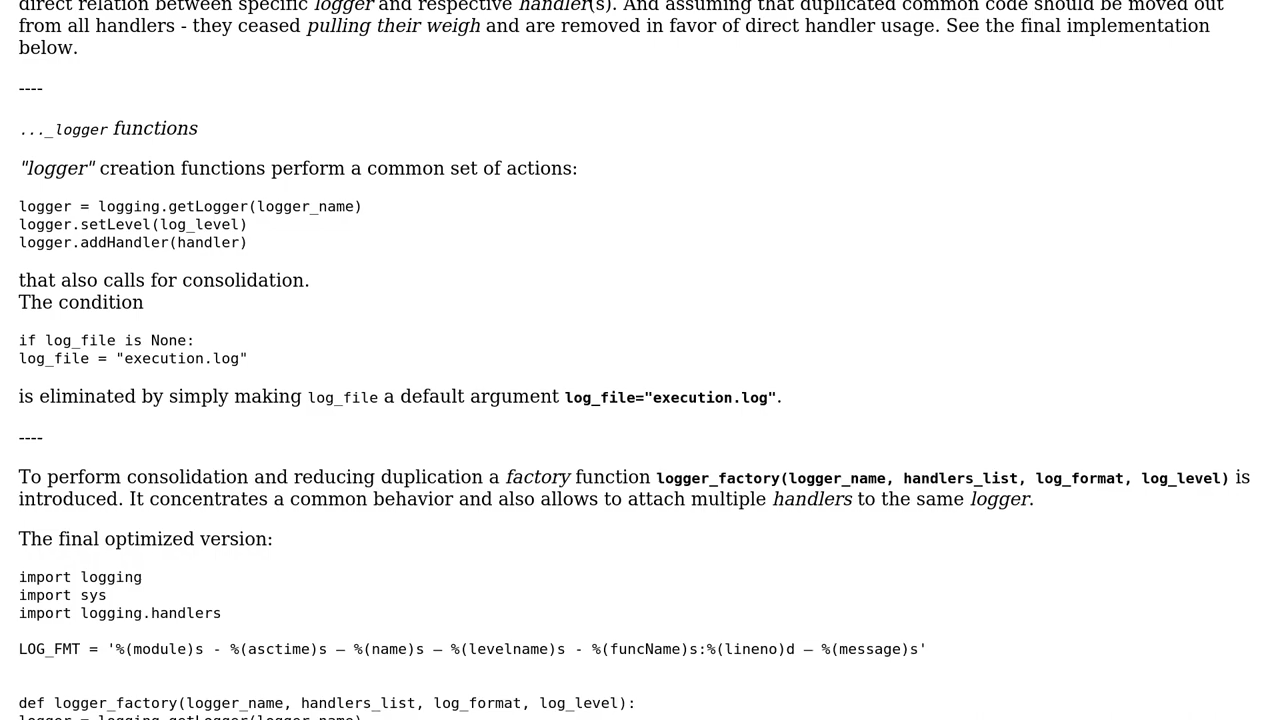 direct relation between specific logger and respective handler(s). And assuming that duplicated common code should be moved out
from all handlers - they ceased pulling their weigh and are removed in favor of direct handler usage. See the final implementation
below.
----
..._logger functions
"logger" creation functions perform a common set of actions:
logger = logging.getLogger(logger_name)
logger.setLevel(log_level)
logger.addHandler(handler)
that also calls for consolidation.
The condition
if log_file is None:
log_file = "execution.log"
is eliminated by simply making log_file a default argument log_file="execution.log".
----
To perform consolidation and reducing duplication a factory function logger_factory(logger_name, handlers_list, log_format, log_level) is
introduced. It concentrates a common behavior and also allows to attach multiple handlers to the same logger.
The final optimized version:
import logging
import sys
import logging.handlers
LOG_FMT = '%(module)s - %(asctime)s — %(name)s — %(levelname)s - %(funcName)s:%(lineno)d — %(message)s'
def logger_factory(logger_name, handlers_list, log_format, log_level):
logger = logging.getLogger(logger_name)